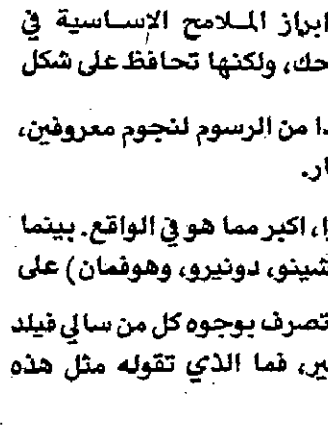 ابراز الملامح الإساسية في
حك، ولكنها تحافظ على شكل
ا من الرسوم لنجوم معروفين،
ار.
ا، اكبر مما هو في الواقع. بينما
شينو، دونيرو، وهوفمان) على
تصرف بوجوه كل من سالي فيلد
ير، فما الذي تقوله مثل هذه